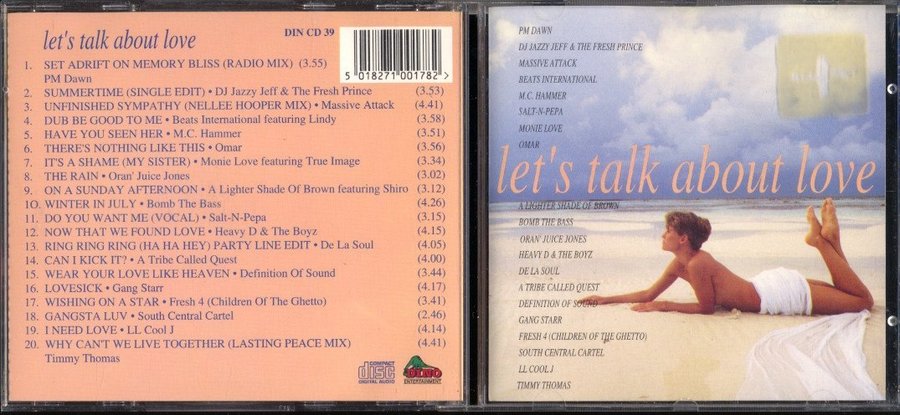 let's talk about love
DIN CD 39
5 018271 001782 >
1. SET ADRIFT ON MEMORY BLISS (RADIO MIX) (3.55)
PM Dawn
2. SUMMERTIME (SINGLE EDIT) • DJ Jazzy Jeff & The Fresh Prince (3.53)
3. UNFINISHED SYMPATHY (NELLEE HOOPER MIX) • Massive Attack (4.41)
4. DUB BE GOOD TO ME • Beats International featuring Lindy (3.58)
5. HAVE YOU SEEN HER • M.C. Hammer (3.51)
6. THERE'S NOTHING LIKE THIS • Omar (3.56)
7. IT'S A SHAME (MY SISTER) • Monie Love featuring True Image (3.34)
8. THE RAIN • Oran' Juice Jones (3.02)
9. ON A SUNDAY AFTERNOON • A Lighter Shade Of Brown featuring Shiro (3.12)
10. WINTER IN JULY • Bomb The Bass (4.26)
11. DO YOU WANT ME (VOCAL) • Salt-N-Pepa (3.15)
12. NOW THAT WE FOUND LOVE • Heavy D & The Boyz (4.15)
13. RING RING RING (HA HA HEY) PARTY LINE EDIT • De La Soul (4.05)
14. CAN I KICK IT? • A Tribe Called Quest (4.00)
15. WEAR YOUR LOVE LIKE HEAVEN • Definition Of Sound (3.44)
16. LOVESICK • Gang Starr (3.17)
17. WISHING ON A STAR • Fresh 4 (Children Of The Ghetto) (3.41)
18. GANGSTA LUV • South Central Cartel (2.46)
19. I NEED LOVE • LL Cool J (4.14)
20. WHY CAN'T WE LIVE TOGETHER (LASTING PEACE MIX) (4.41)
Timmy Thomas
COMPACT
disc
DIGITAL AUDIO
DINO
ENTERTAINMENT
PM DAWN
DJ JAZZY JEFF & THE FRESH PRINCE
MASSIVE ATTACK
BEATS INTERNATIONAL
M.C. HAMMER
SALT-N-PEPA
MONIE LOVE
OMAR
let's talk about love
A LIGHTER SHADE OF BROWN
BOMB THE BASS
ORAN' JUICE JONES
HEAVY D & THE BOYZ
DE LA SOUL
A TRIBE CALLED QUEST
DEFINITION OF SOUND
GANG STARR
FRESH 4 (CHILDREN OF THE GHETTO)
SOUTH CENTRAL CARTEL
LL COOL J
TIMMY THOMAS